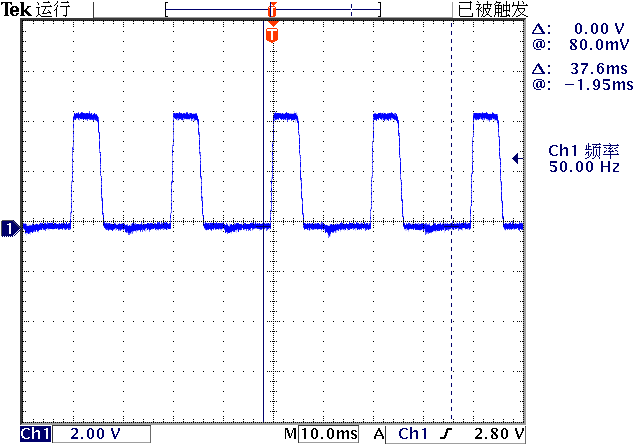 Tek 运行 已被触发
T
Δ: 0.00 V
@: 80.0mV
Δ: 37.6ms
@: −1.95ms
Ch1 频率
50.00 Hz
1
Ch1 2.00 V M 10.0ms A Ch1 2.80 V